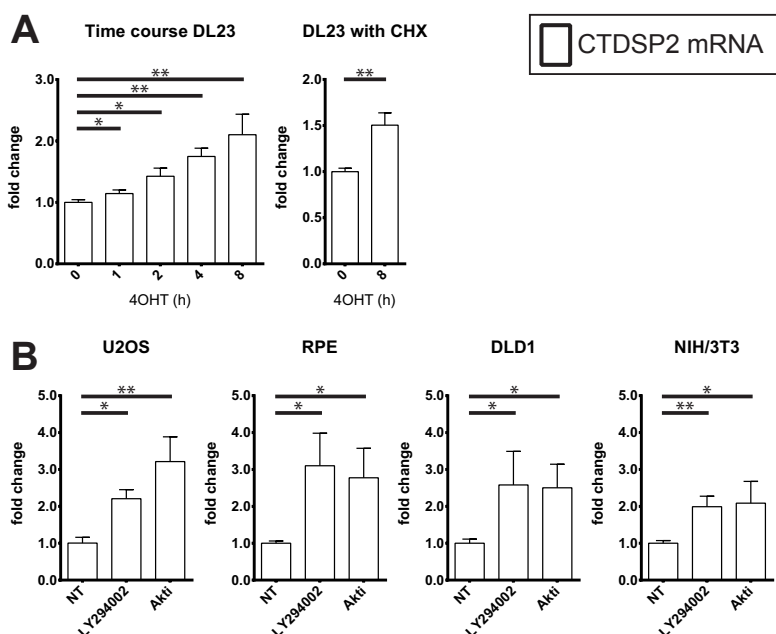 A
Time course DL23
DL23 with CHX
CTDSP2 mRNA
fold change
3.0
2.0
1.0
0.0
**
**
*
*
0
1
2
4
8
4OHT (h)
fold change
2.0
1.5
1.0
0.5
0.0
**
0
8
4OHT (h)
B
U2OS
RPE
DLD1
NIH/3T3
fold change
5.0
4.0
3.0
2.0
1.0
0.0
**
*
NT
LY294002
Akti
fold change
5.0
4.0
3.0
2.0
1.0
0.0
*
*
NT
LY294002
Akti
fold change
5.0
4.0
3.0
2.0
1.0
0.0
*
*
NT
LY294002
Akti
fold change
5.0
4.0
3.0
2.0
1.0
0.0
*
**
NT
LY294002
Akti